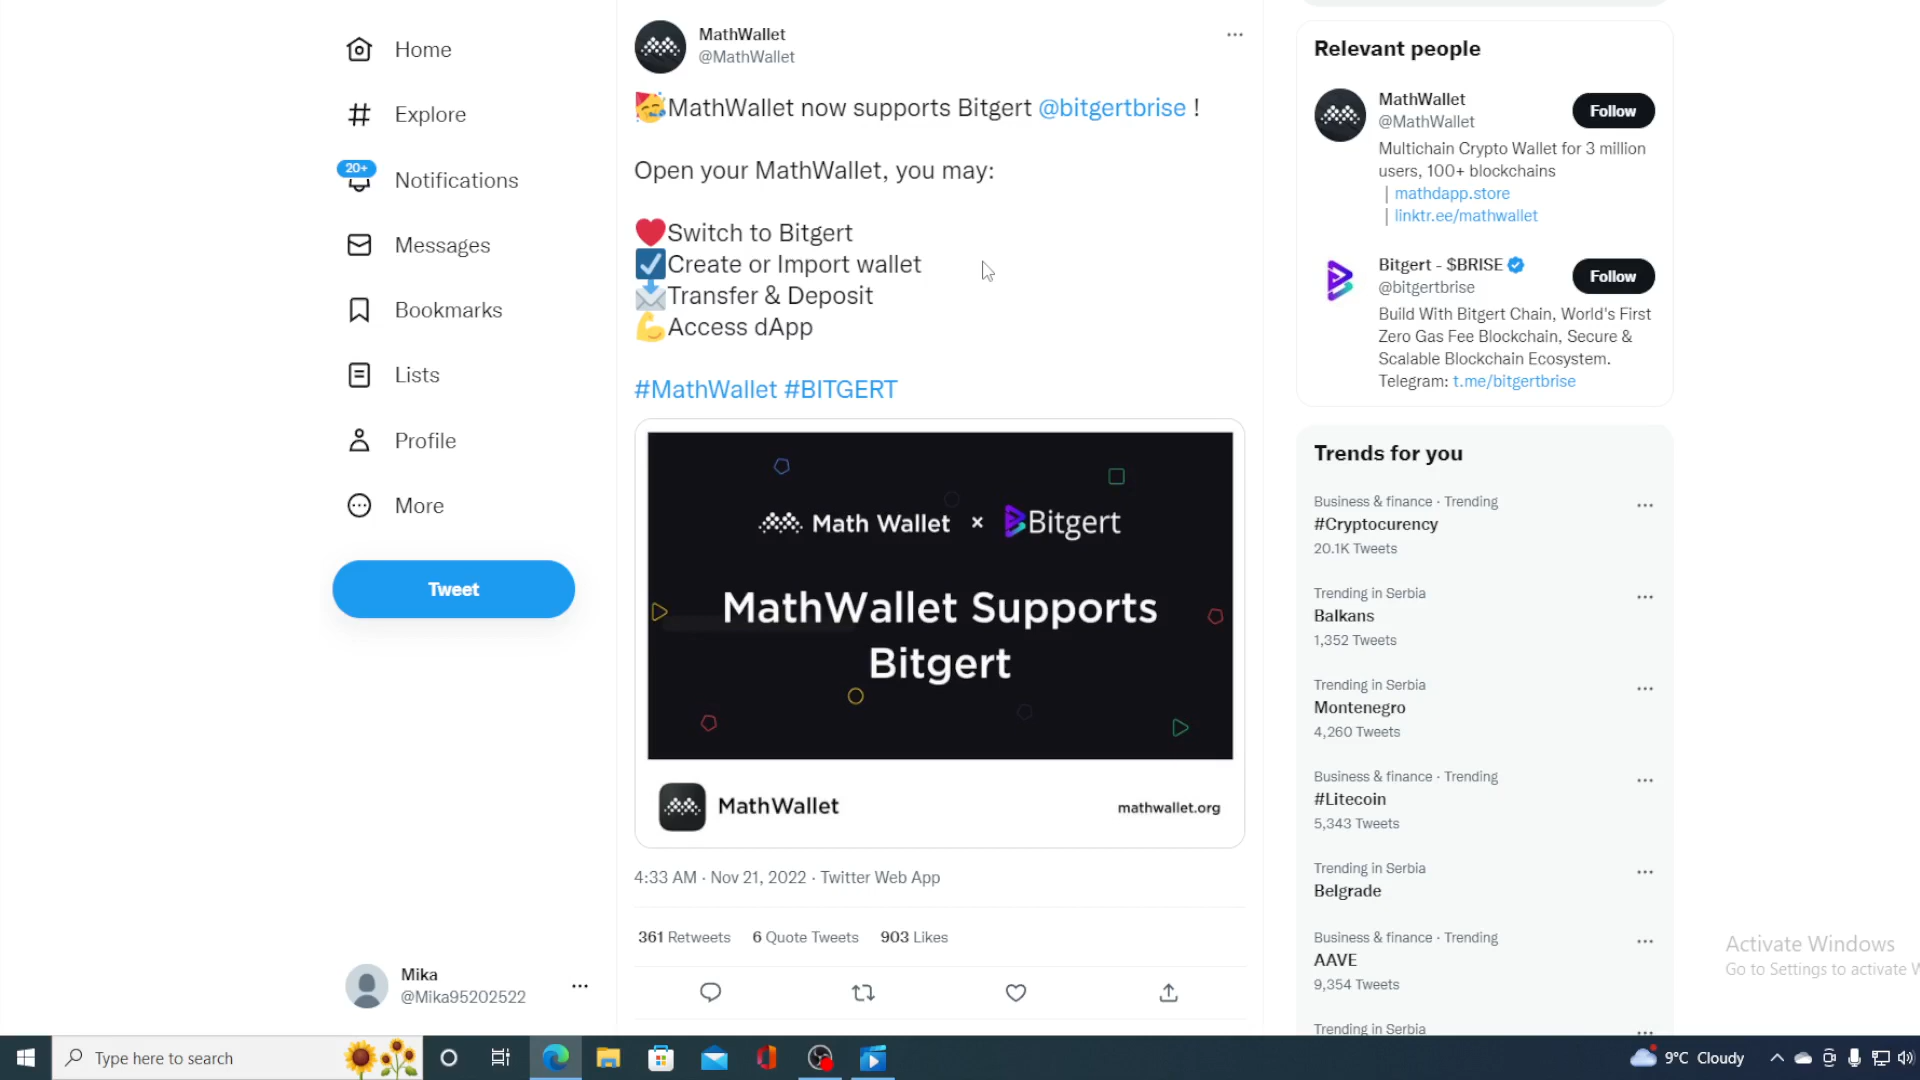 Home
Explore
20+
Notifications
Messages
Bookmarks
Lists
Profile
More
Tweet
Mika
@Mika95202522
MathWallet
@MathWallet
MathWallet now supports Bitgert @bitgertbrise !
Open your MathWallet, you may:
Switch to Bitgert
Create or Import wallet
Transfer & Deposit
Access dApp
#MathWallet #BITGERT
Math Wallet × Bitgert
MathWallet Supports
Bitgert
MathWallet
mathwallet.org
4:33 AM · Nov 21, 2022 · Twitter Web App
361 Retweets 6 Quote Tweets 903 Likes
Relevant people
MathWallet
@MathWallet
Follow
Multichain Crypto Wallet for 3 million
users, 100+ blockchains
| mathdapp.store
| linktr.ee/mathwallet
Bitgert - $BRISE
@bitgertbrise
Follow
Build With Bitgert Chain, World's First
Zero Gas Fee Blockchain, Secure &
Scalable Blockchain Ecosystem.
Telegram: t.me/bitgertbrise
Trends for you
Business & finance · Trending
#Cryptocurency
20.1K Tweets
Trending in Serbia
Balkans
1,352 Tweets
Trending in Serbia
Montenegro
4,260 Tweets
Business & finance · Trending
#Litecoin
5,343 Tweets
Trending in Serbia
Belgrade
Business & finance · Trending
AAVE
9,354 Tweets
Trending in Serbia
Activate Windows
Go to Settings to activate W
Type here to search
9°C Cloudy